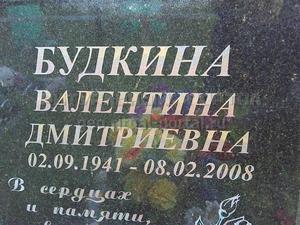 БУДКИНА
ВАЛЕНТИНА
ДМИТРИЕВНА
02.09.1941 - 08.02.2008
В сердцах
и памяти,